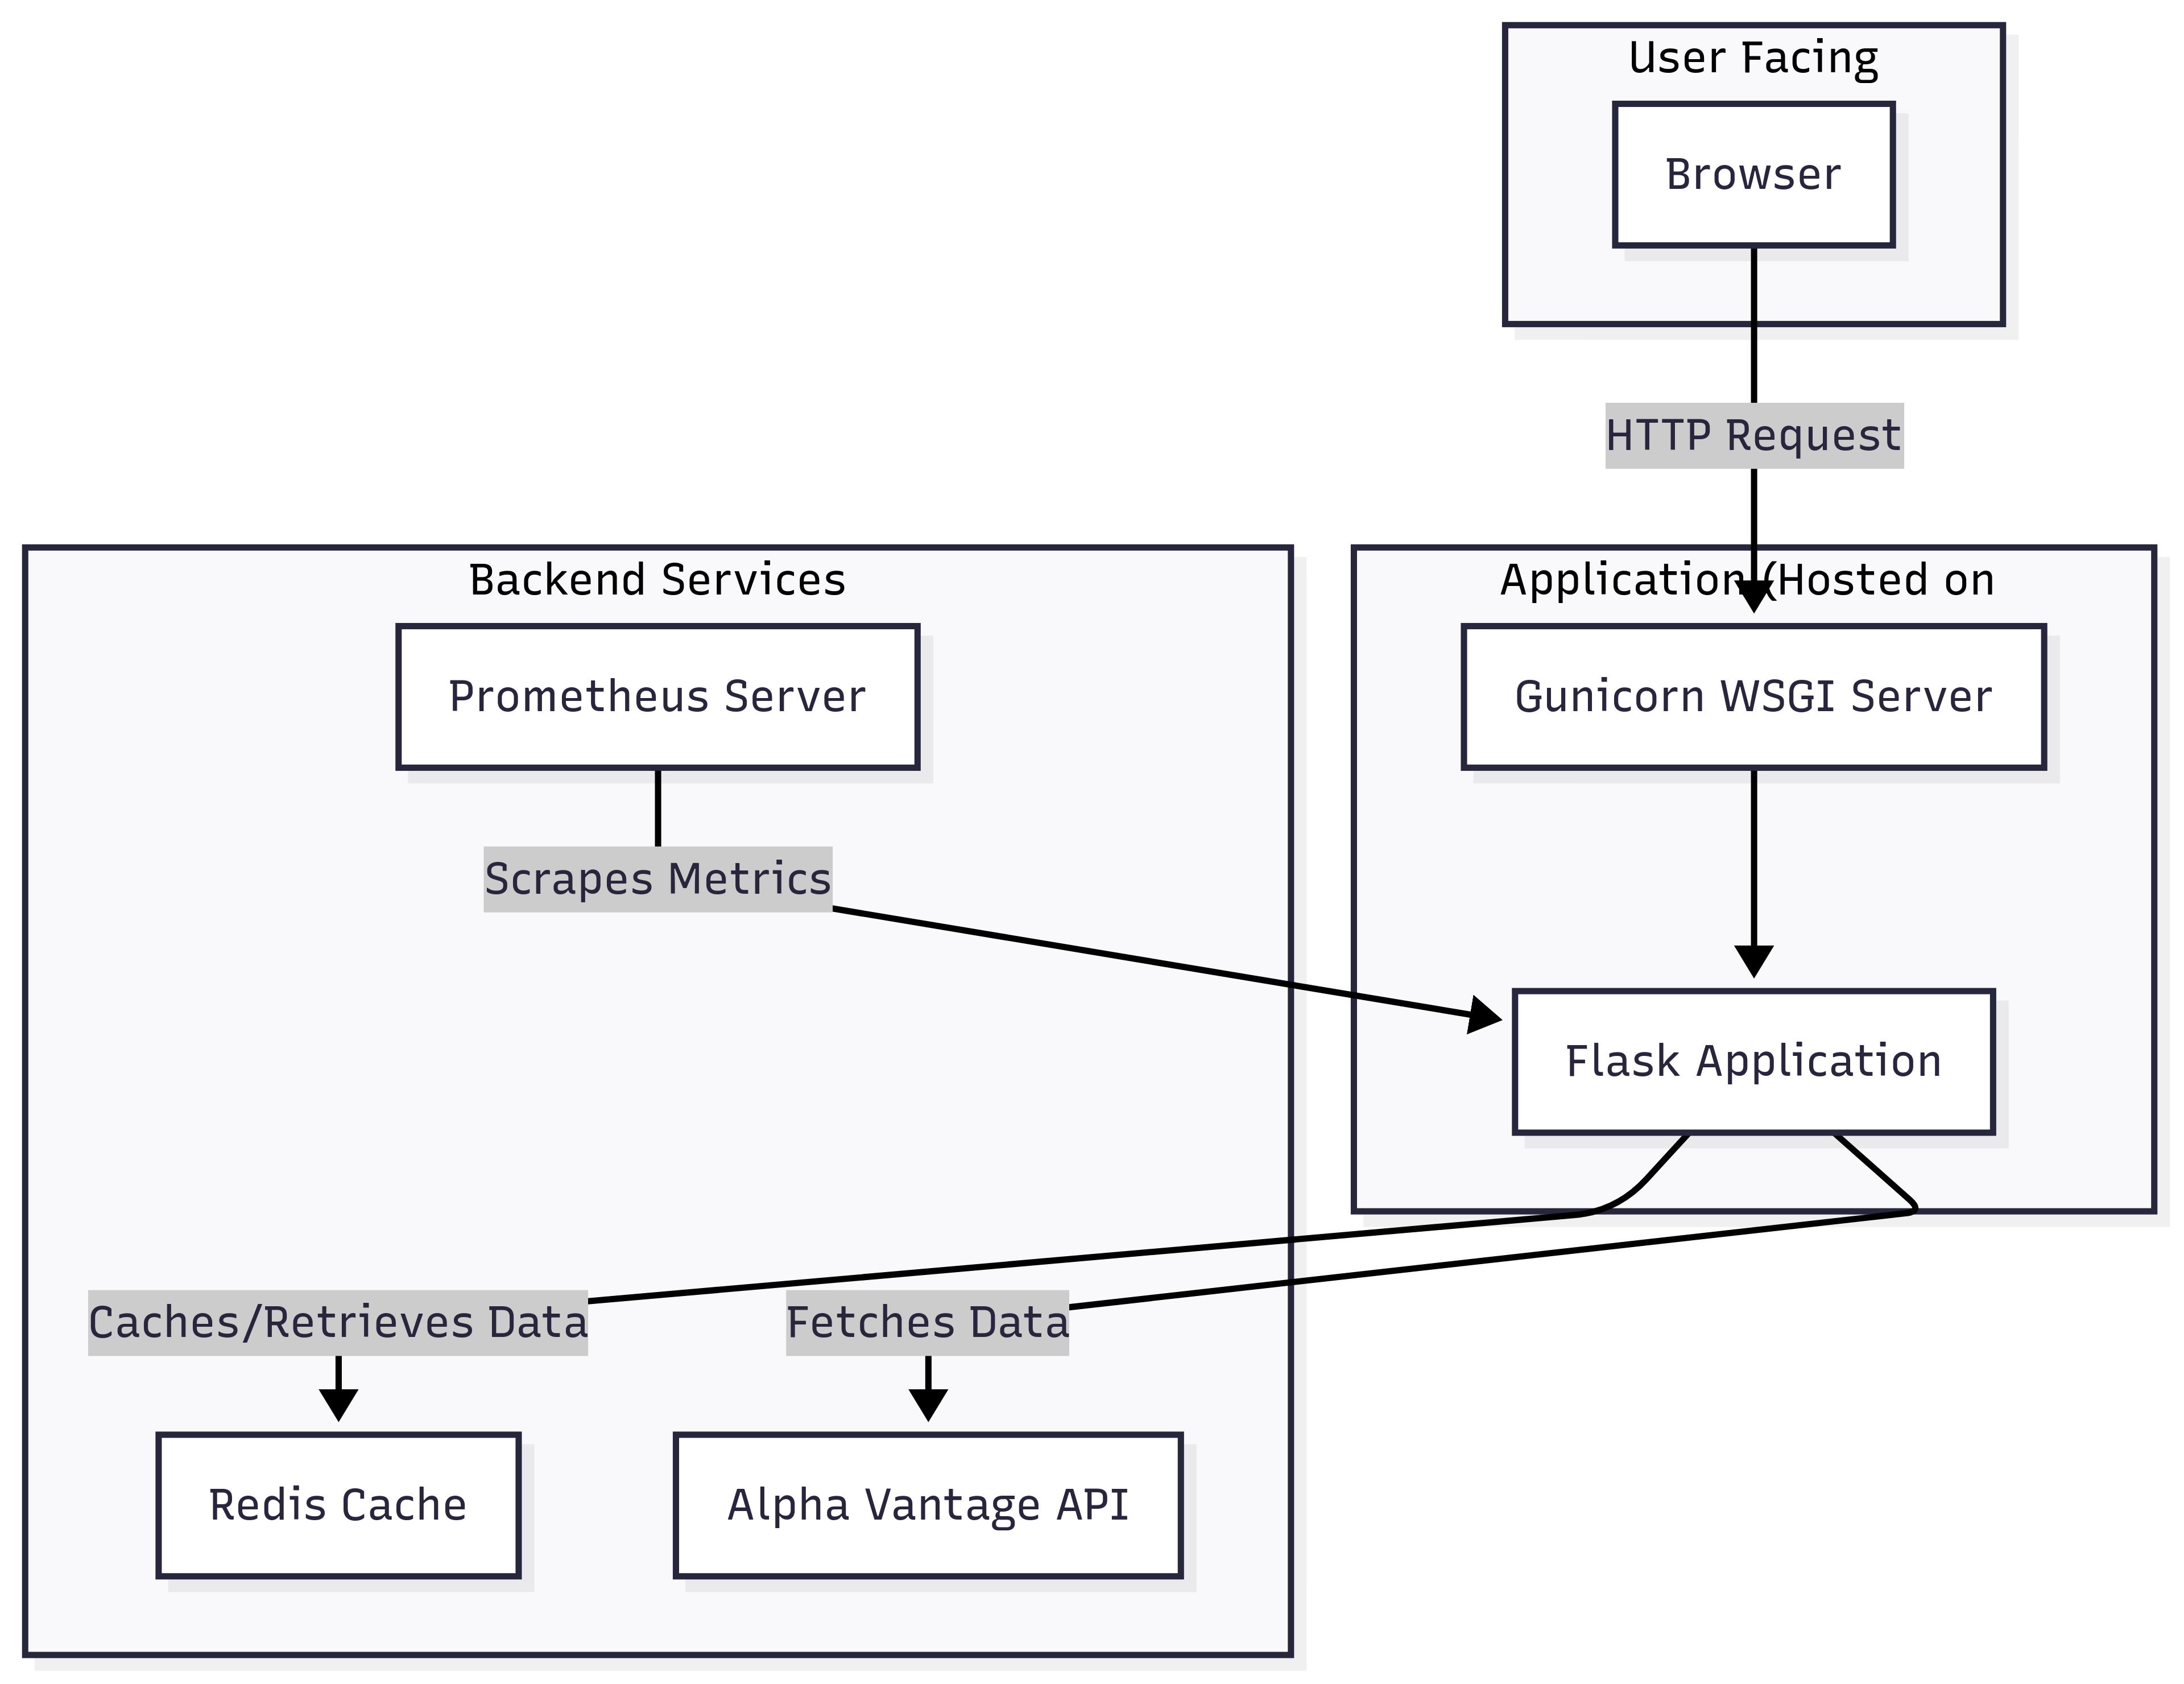 User Facing
Browser
HTTP Request
Backend Services
Application (Hosted on
Prometheus Server
Gunicorn WSGI Server
Scrapes Metrics
Flask Application
Caches/Retrieves Data
Fetches Data
Redis Cache
Alpha Vantage API